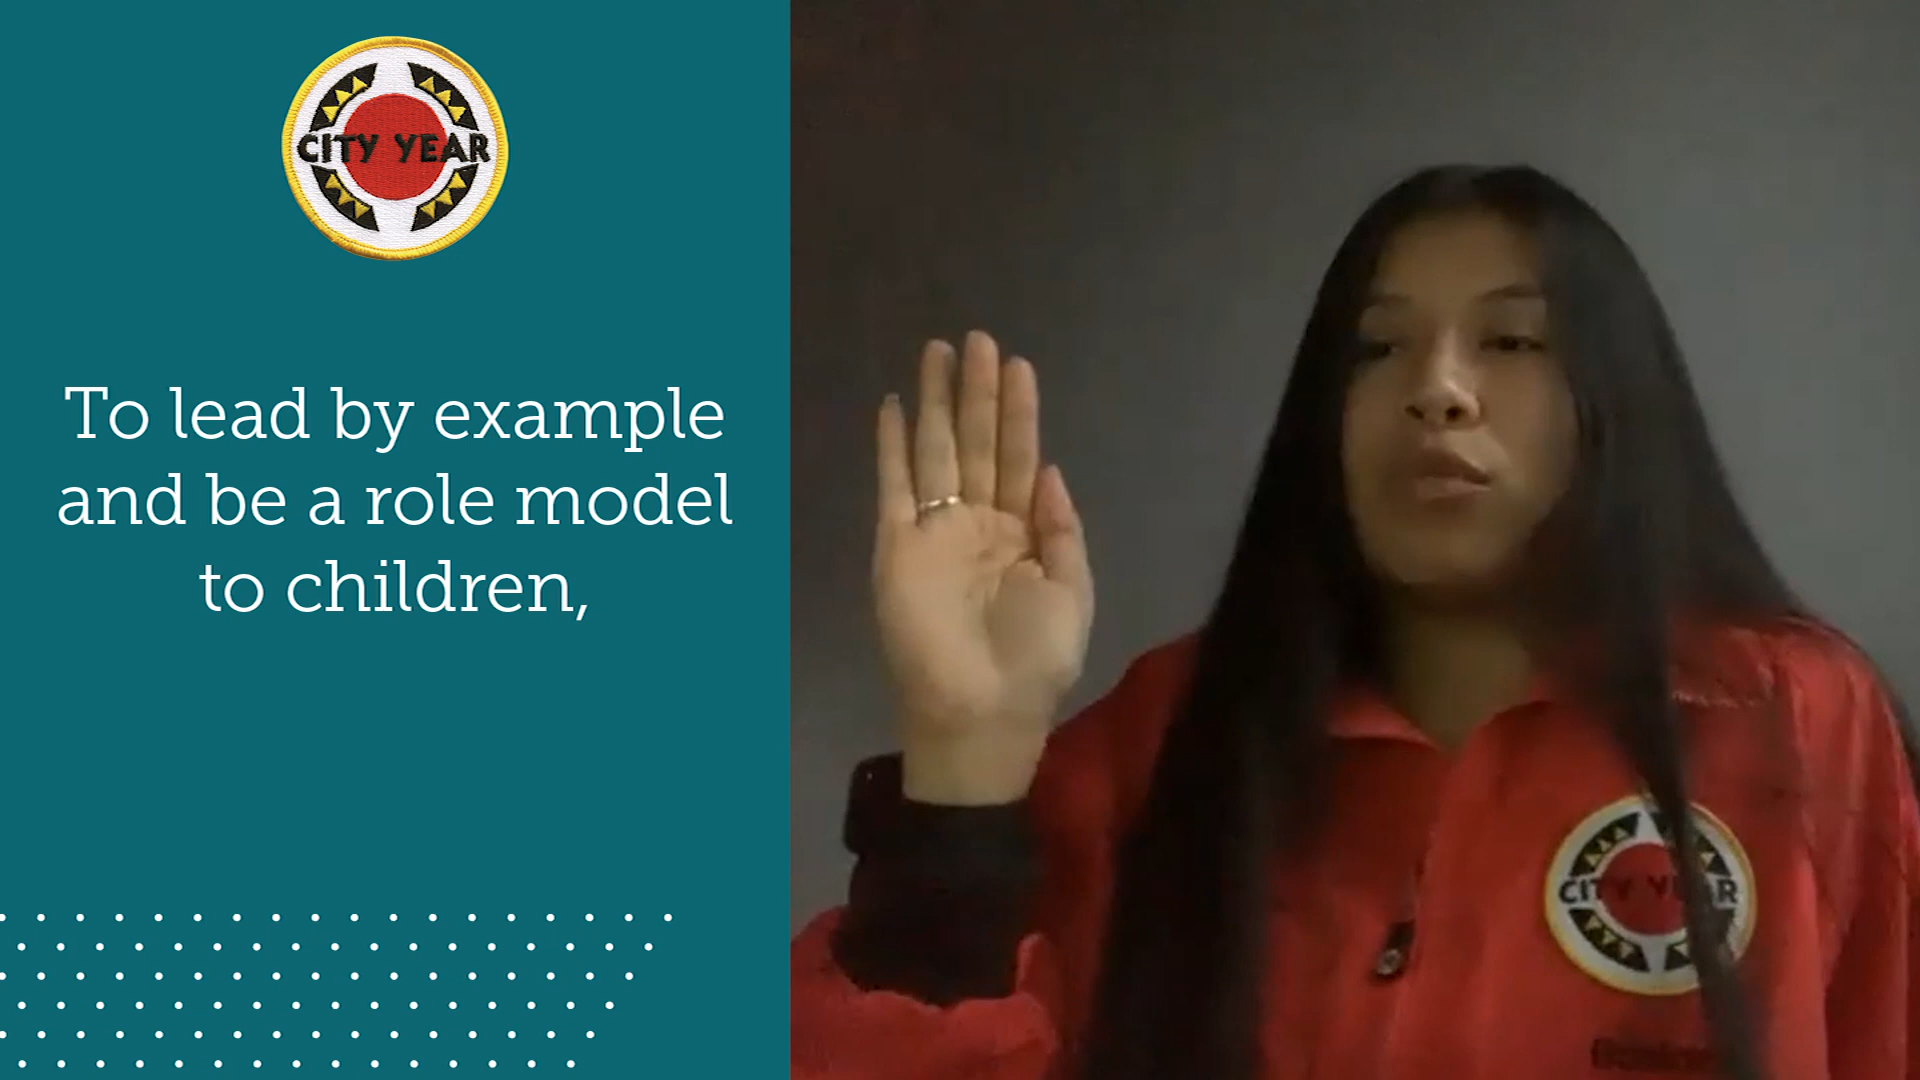 CITY YEAR
To lead by example
and be a role model
to children,
CITY YEAR